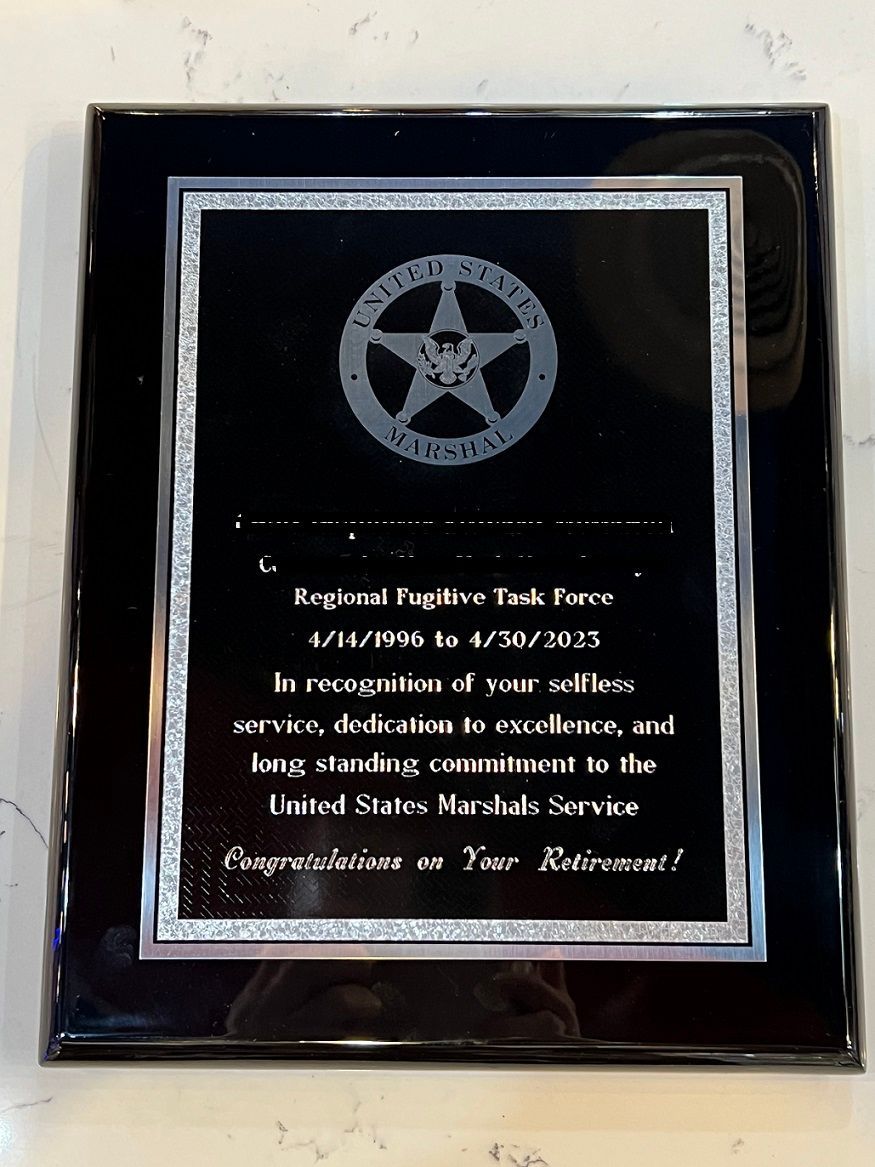 UNITED STATES
MARSHAL
Regional Fugitive Task Force
4/14/1996 to 4/30/2023
In recognition of your selfless
service, dedication to excellence, and
long standing commitment to the
United States Marshals Service
Congratulations on Your Retirement!